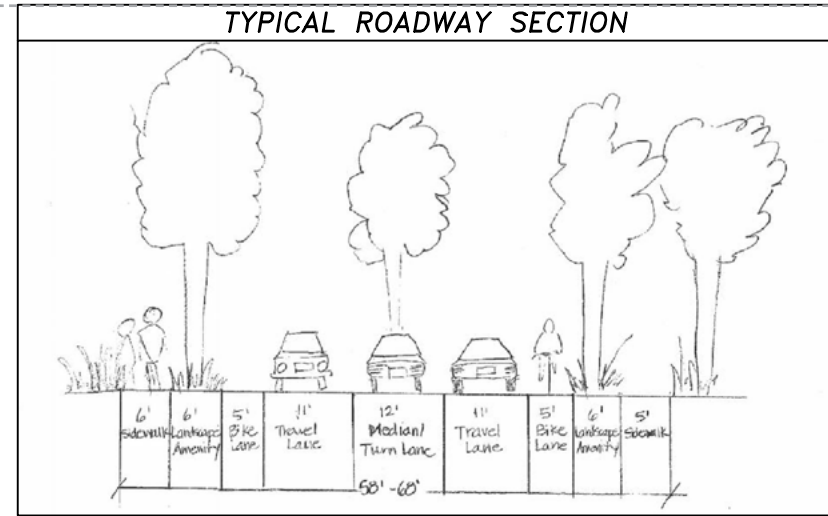 TYPICAL ROADWAY SECTION
6' 6' 5' 11' 12' 11' 5' 6' 5'
Sidewalk Landscape Bike Travel Median/ Travel Bike Landscape Sidewalk
Amenity Lane Lane Turn Lane Lane Lane Amenity
58'-68'